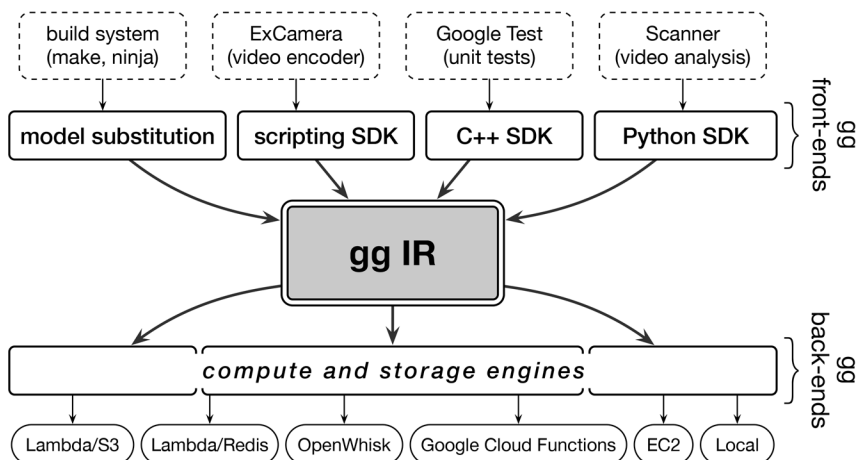 build system
(make, ninja)
ExCamera
(video encoder)
Google Test
(unit tests)
Scanner
(video analysis)
model substitution
scripting SDK
C++ SDK
Python SDK
gg
front-ends
gg IR
compute and storage engines
gg
back-ends
Lambda/S3
Lambda/Redis
OpenWhisk
Google Cloud Functions
EC2
Local